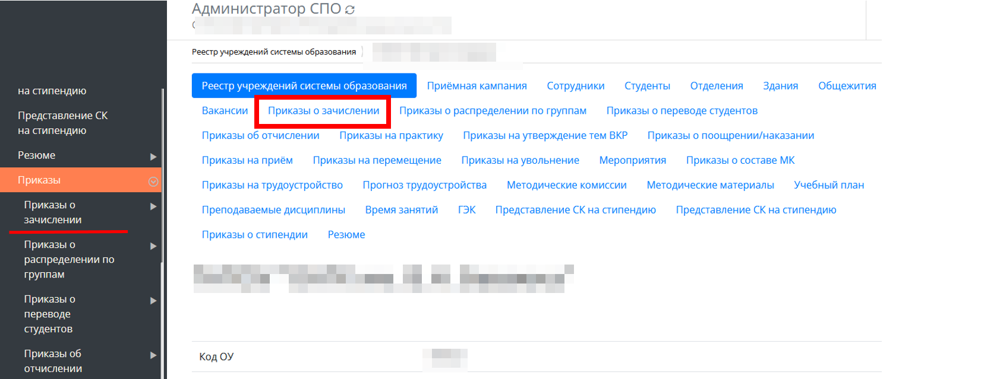 на стипендию
Представление СК
на стипендию
Резюме
Приказы
Приказы о
зачислении
Приказы о
распределении по
группам
Приказы о
переводе
студентов
Приказы об
отчислении
Администратор СПО
Реестр учреждений системы образования
Реестр учреждений системы образования Приёмная кампания Сотрудники Студенты Отделения Здания Общежития
Вакансии Приказы о зачислении Приказы о распределении по группам Приказы о переводе студентов
Приказы об отчислении Приказы на практику Приказы на утверждение тем ВКР Приказы о поощрении/наказании
Приказы на приём Приказы на перемещение Приказы на увольнение Мероприятия Приказы о составе МК
Приказы на трудоустройство Прогноз трудоустройства Методические комиссии Методические материалы Учебный план
Преподаваемые дисциплины Время занятий ГЭК Представление СК на стипендию Представление СК на стипендию
Приказы о стипендии Резюме
Код ОУ